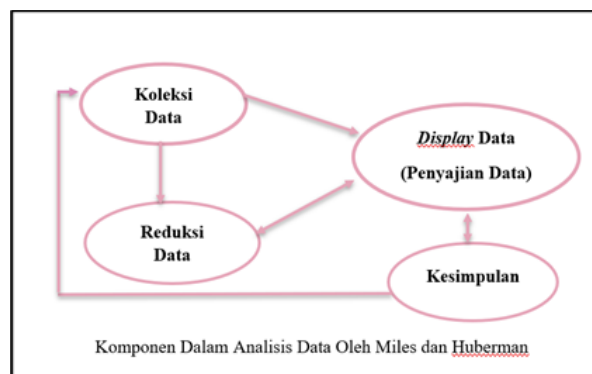 Koleksi
Data
Display Data
(Penyajian Data)
Reduksi
Data
Kesimpulan
Komponen Dalam Analisis Data Oleh Miles dan Huberman